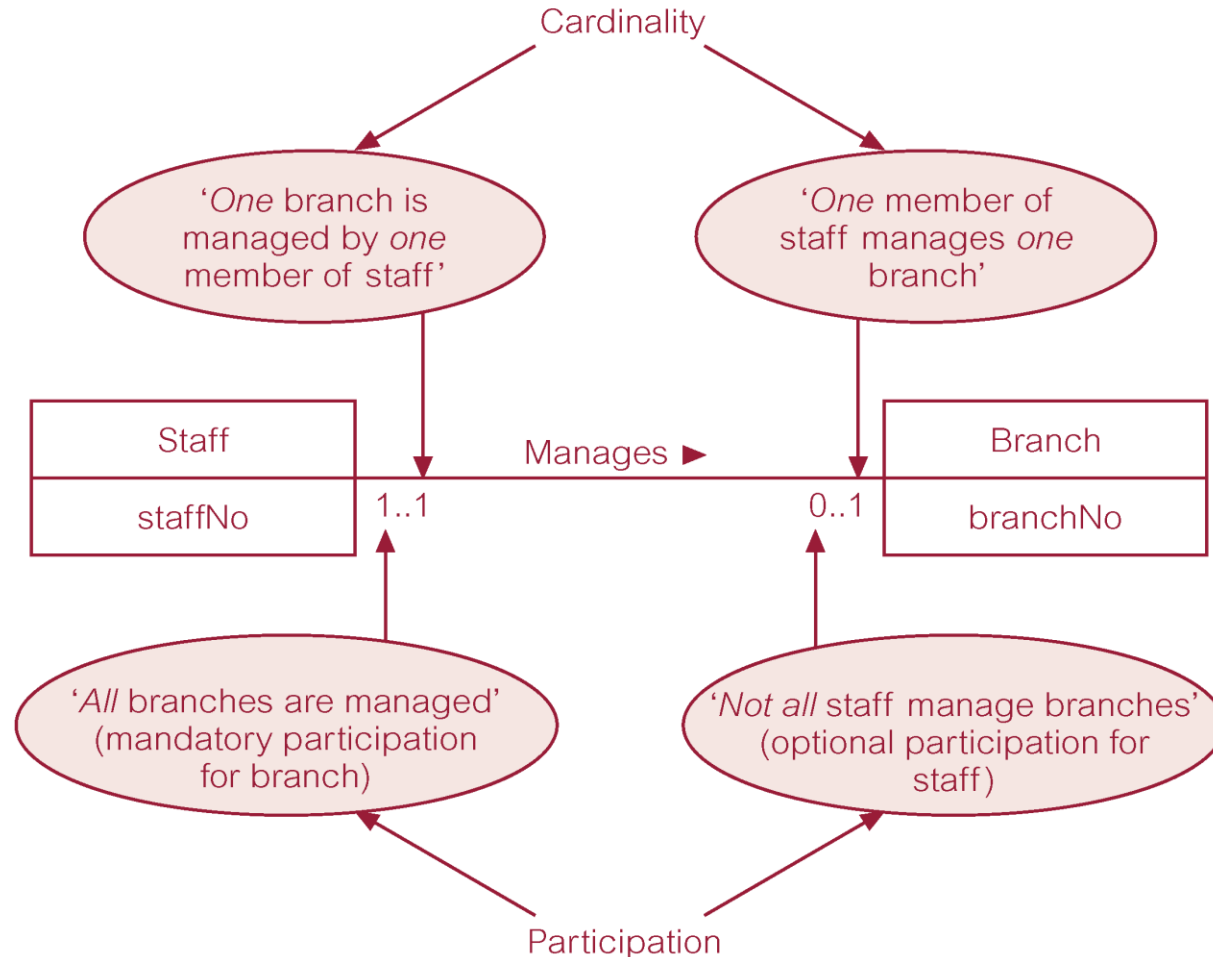 Cardinality
‘One branch is
managed by one
member of staff’
‘One member of
staff manages one
branch’
Staff
staffNo
Manages ►
1..1
0..1
Branch
branchNo
‘All branches are managed’
(mandatory participation
for branch)
‘Not all staff manage branches’
(optional participation for
staff)
Participation